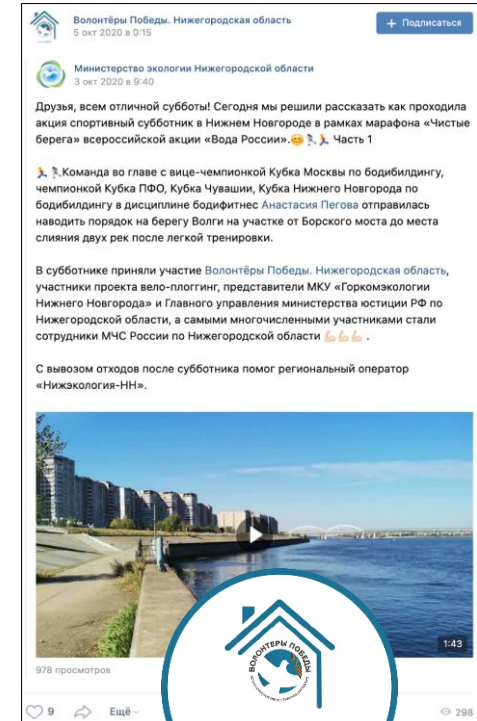 Волонтёры Победы. Нижегородская область
5 окт 2020 в 0:15
+ Подписаться
Министерство экологии Нижегородской области
3 окт 2020 в 9:40
Друзья, всем отличной субботы! Сегодня мы решили рассказать как проходила
акция спортивный субботник в Нижнем Новгороде в рамках марафона «Чистые
берега» всероссийской акции «Вода России».😊🏃‍♀️🏃 Часть 1
🏃🏃‍♀️.Команда во главе с вице-чемпионкой Кубка Москвы по бодибилдингу,
чемпионкой Кубка ПФО, Кубка Чувашии, Кубка Нижнего Новгорода по
бодибилдингу в дисциплине бодифитнес Анастасия Пегова отправилась
наводить порядок на берегу Волги на участке от Борского моста до места
слияния двух рек после легкой тренировки.
В субботнике приняли участие Волонтёры Победы. Нижегородская область,
участники проекта вело-плоггинг, представители МКУ «Горкомэкологии
Нижнего Новгорода» и Главного управления министерства юстиции РФ по
Нижегородской области, а самыми многочисленными участниками стали
сотрудники МЧС России по Нижегородской области 💪💪💪 .
С вывозом отходов после субботника помог региональный оператор
«Нижэкология-НН».
1:43
ВОЛОНТЕРЫ ПОБЕДЫ
978 просмотров
9
Ещё
298